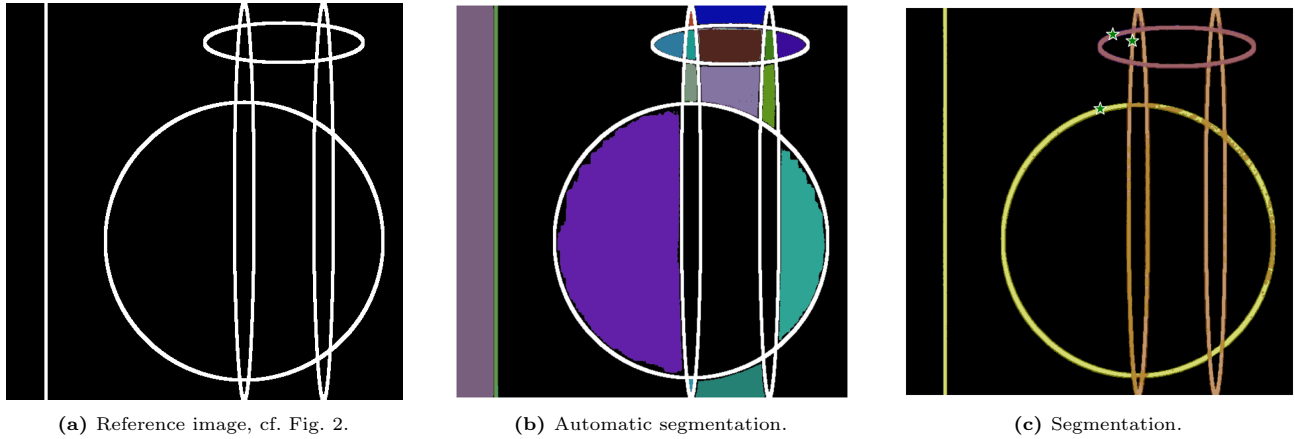 (a) Reference image, cf. Fig. 2.
(b) Automatic segmentation.
(c) Segmentation.